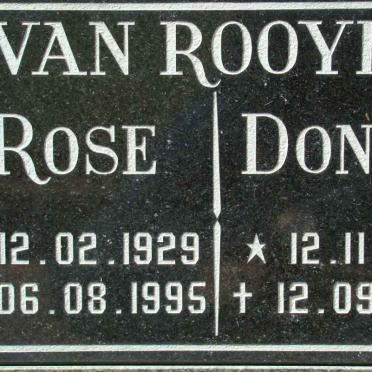 VAN ROOY
ROSE
12.02.1929
06.08.1995
DON
★ 12.11
✝ 12.09